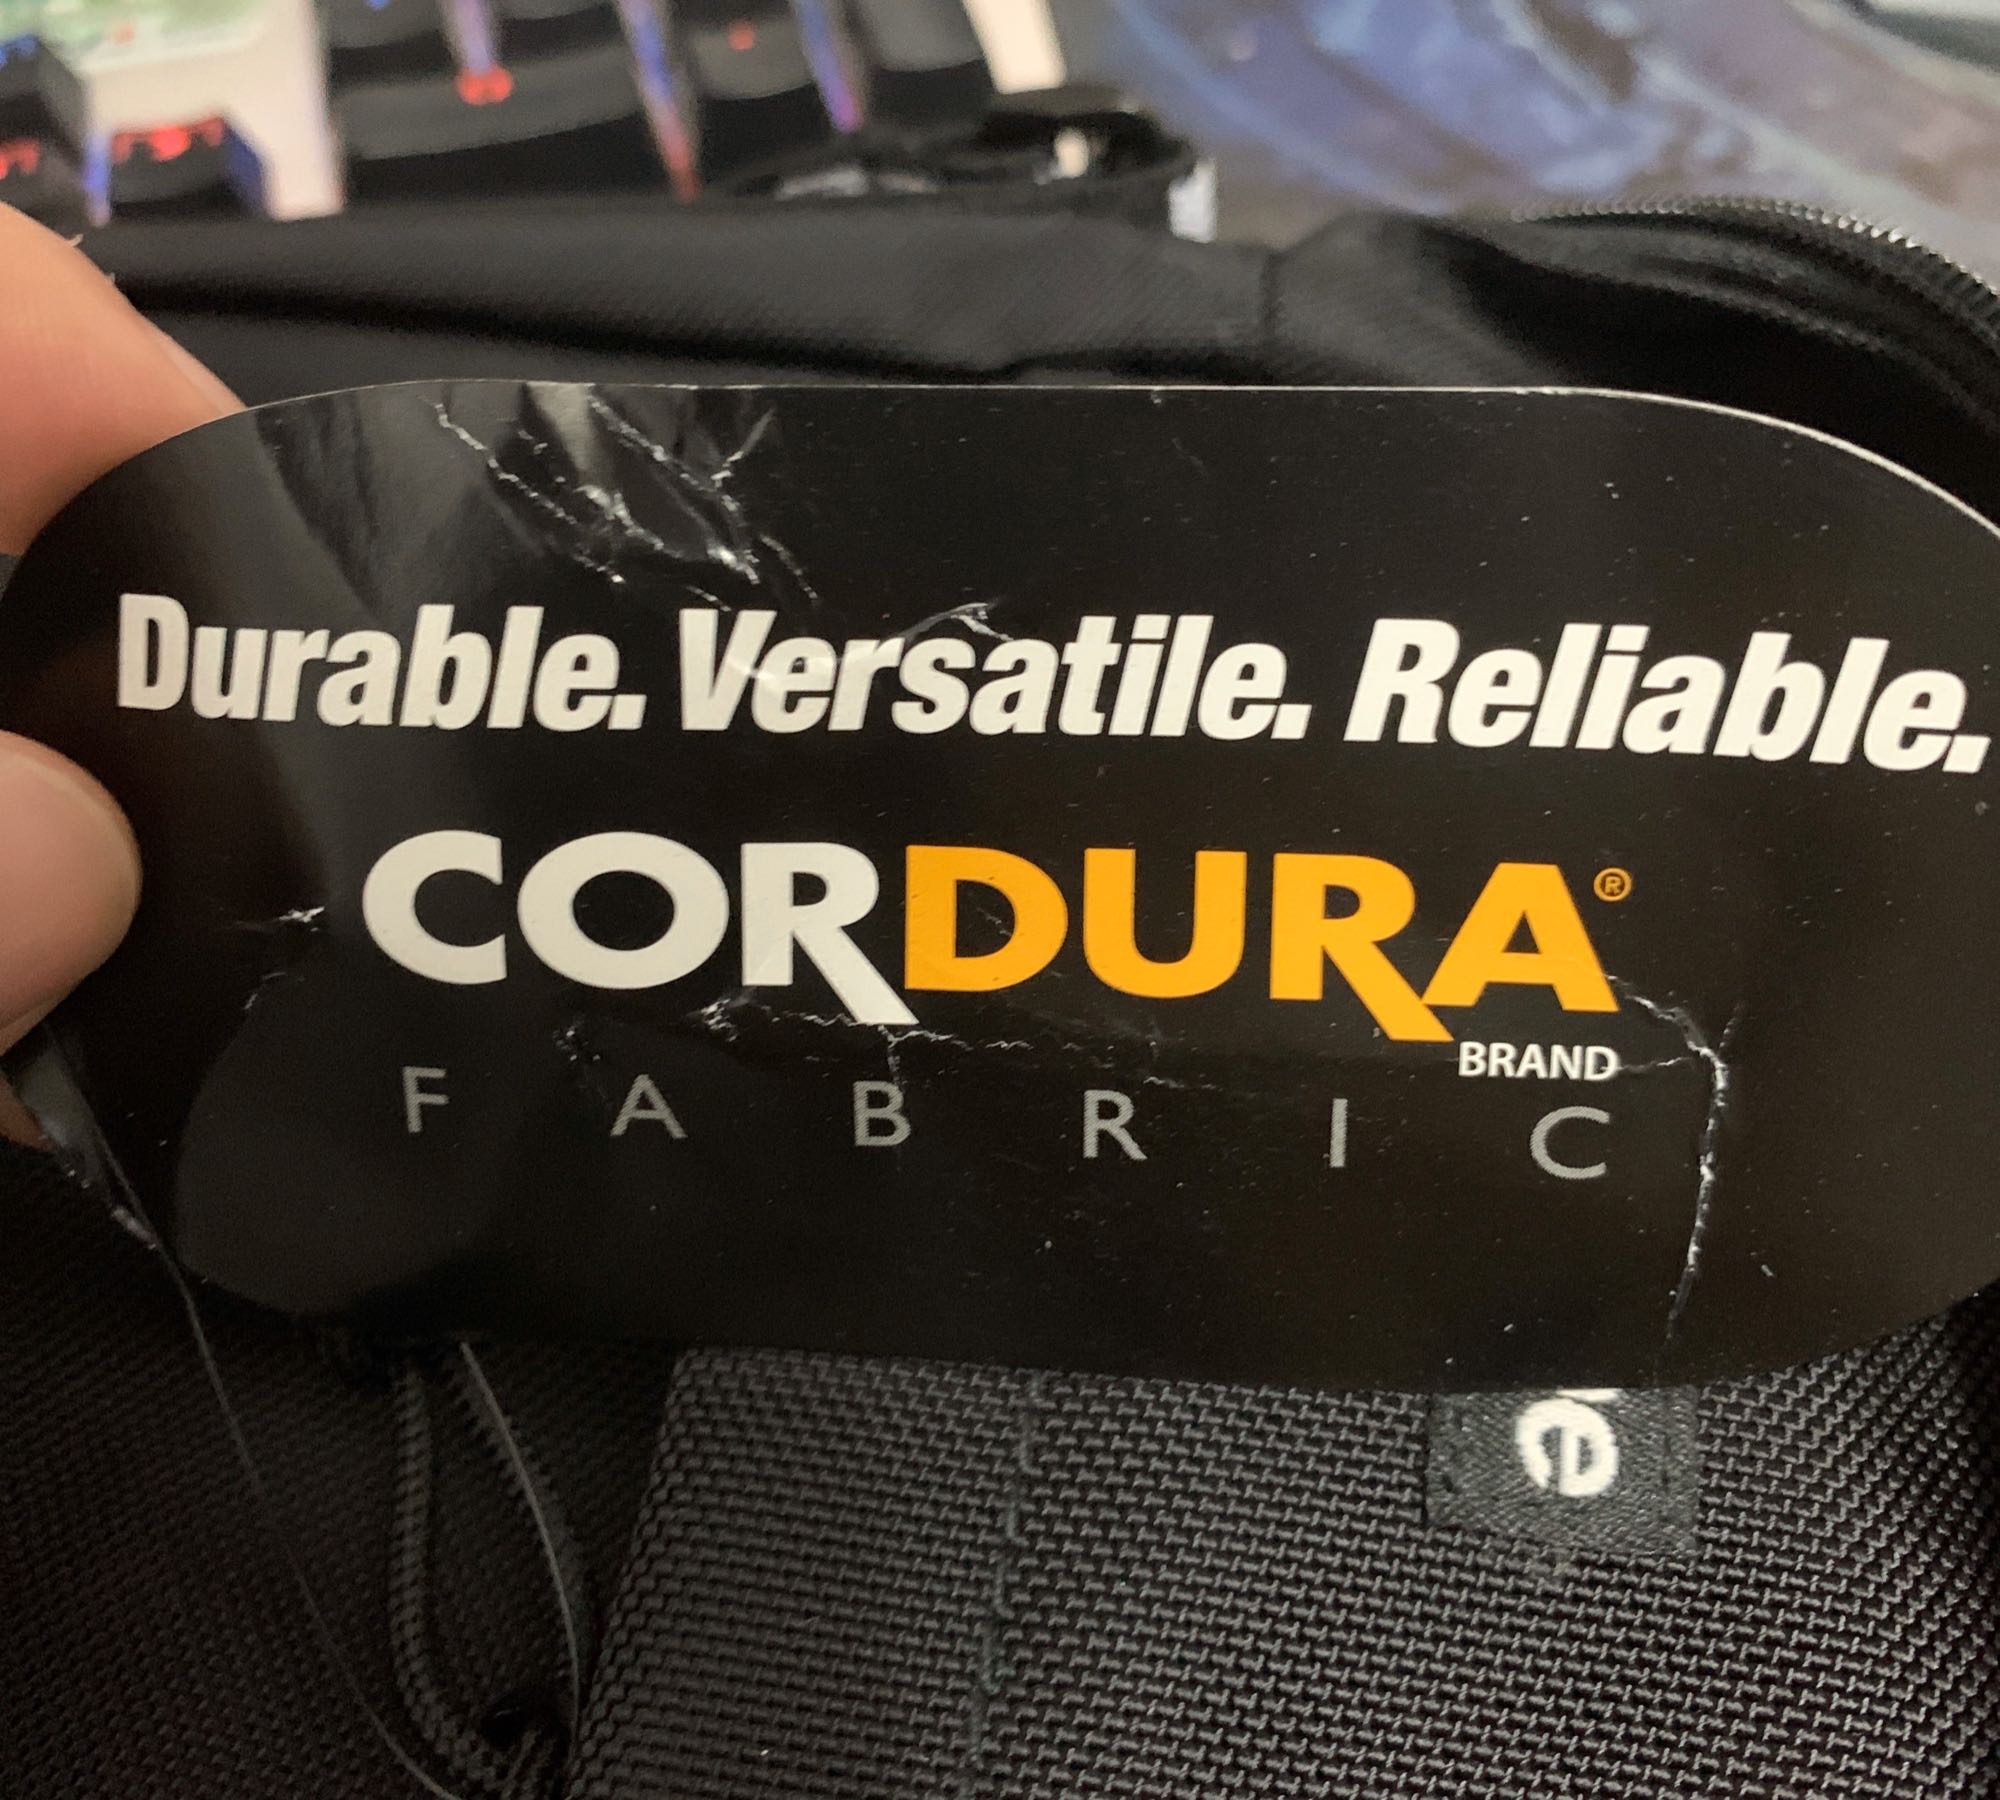 Durable. Versatile. Reliable.
CORDURA®
BRAND
FABRIC